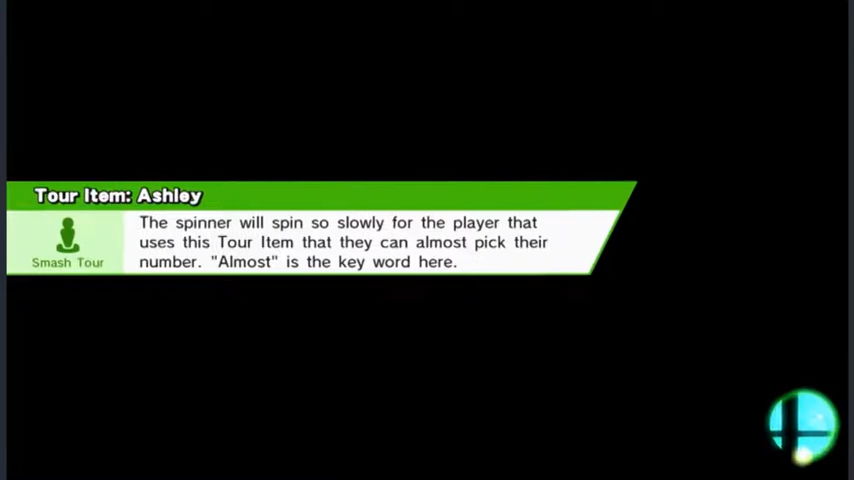 Tour Item: Ashley
The spinner will spin so slowly for the player that
uses this Tour Item that they can almost pick their
number. "Almost" is the key word here.
Smash Tour